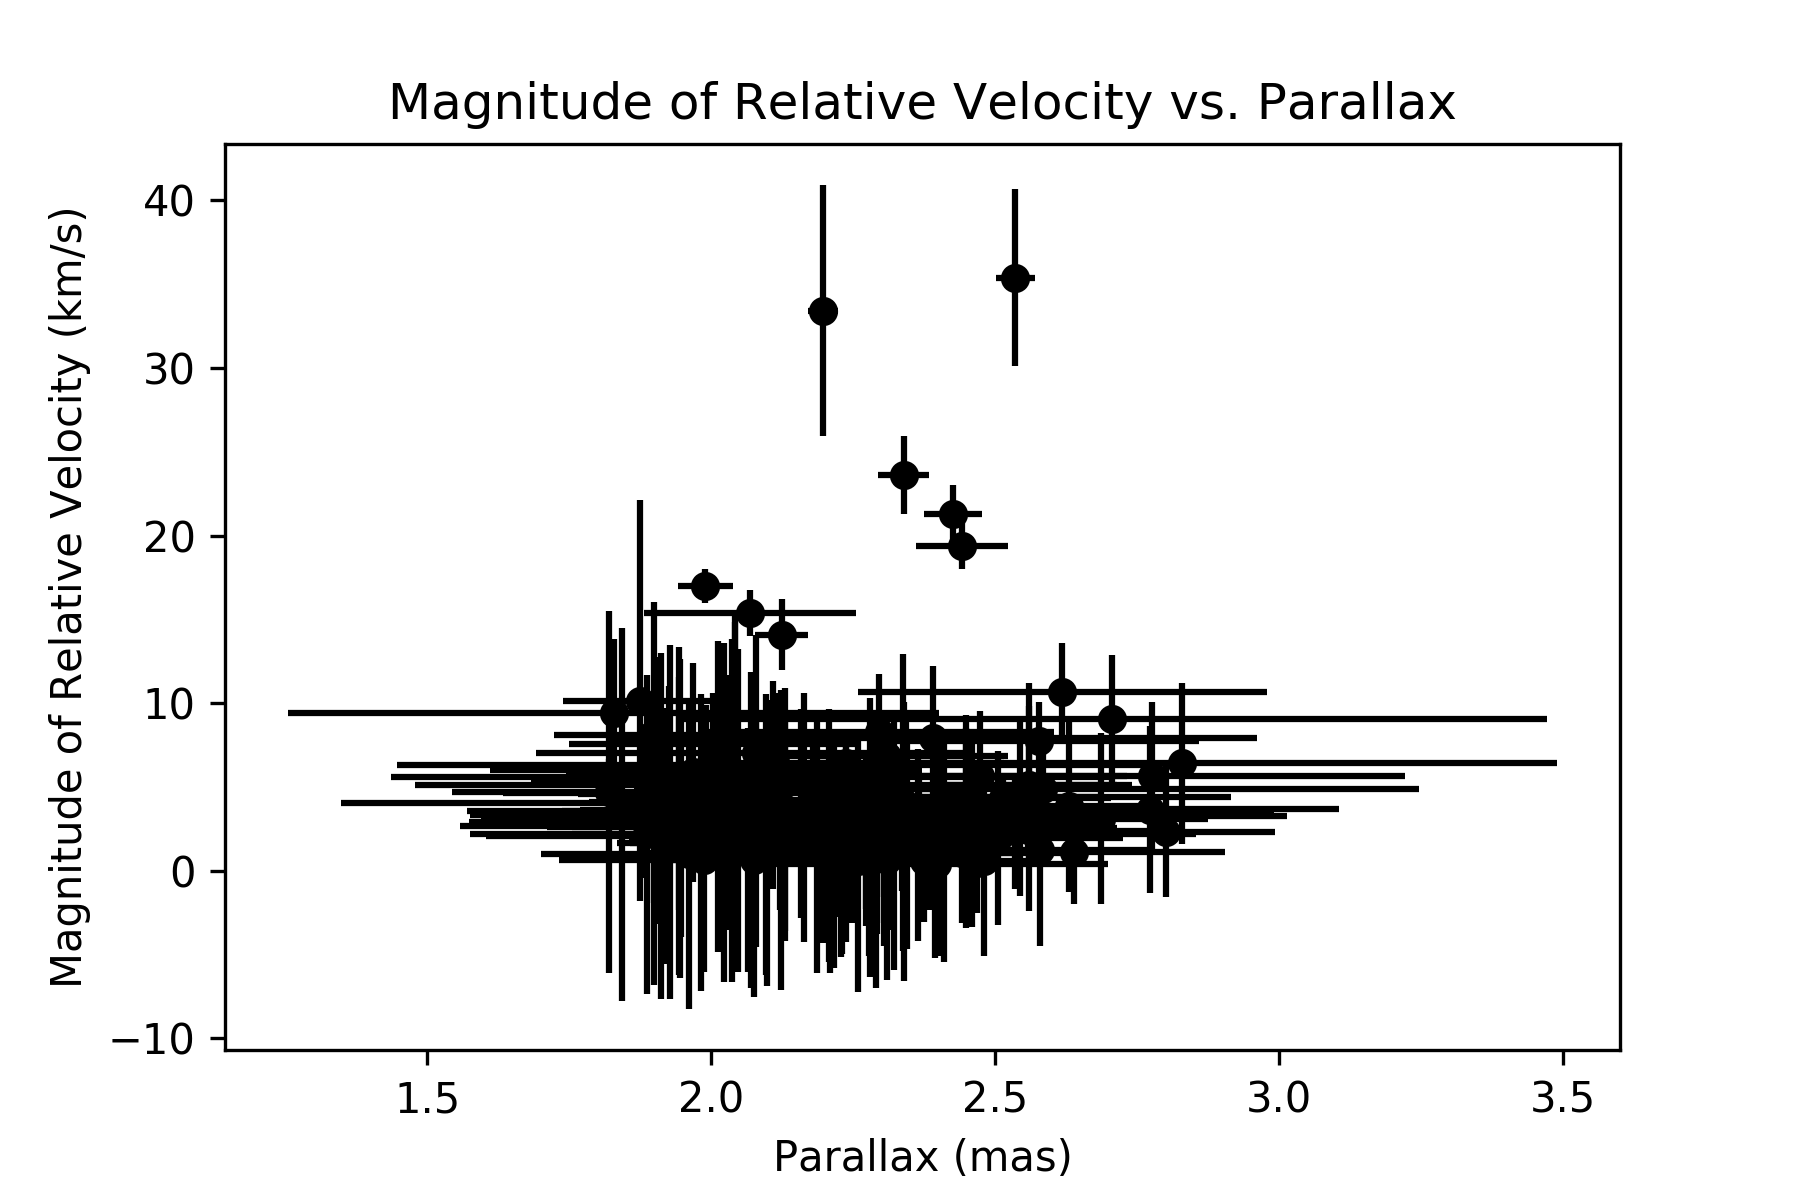 Magnitude of Relative Velocity vs. Parallax
Magnitude of Relative Velocity (km/s)
40
30
20
10
0
−10
1.5 2.0 2.5 3.0 3.5
Parallax (mas)